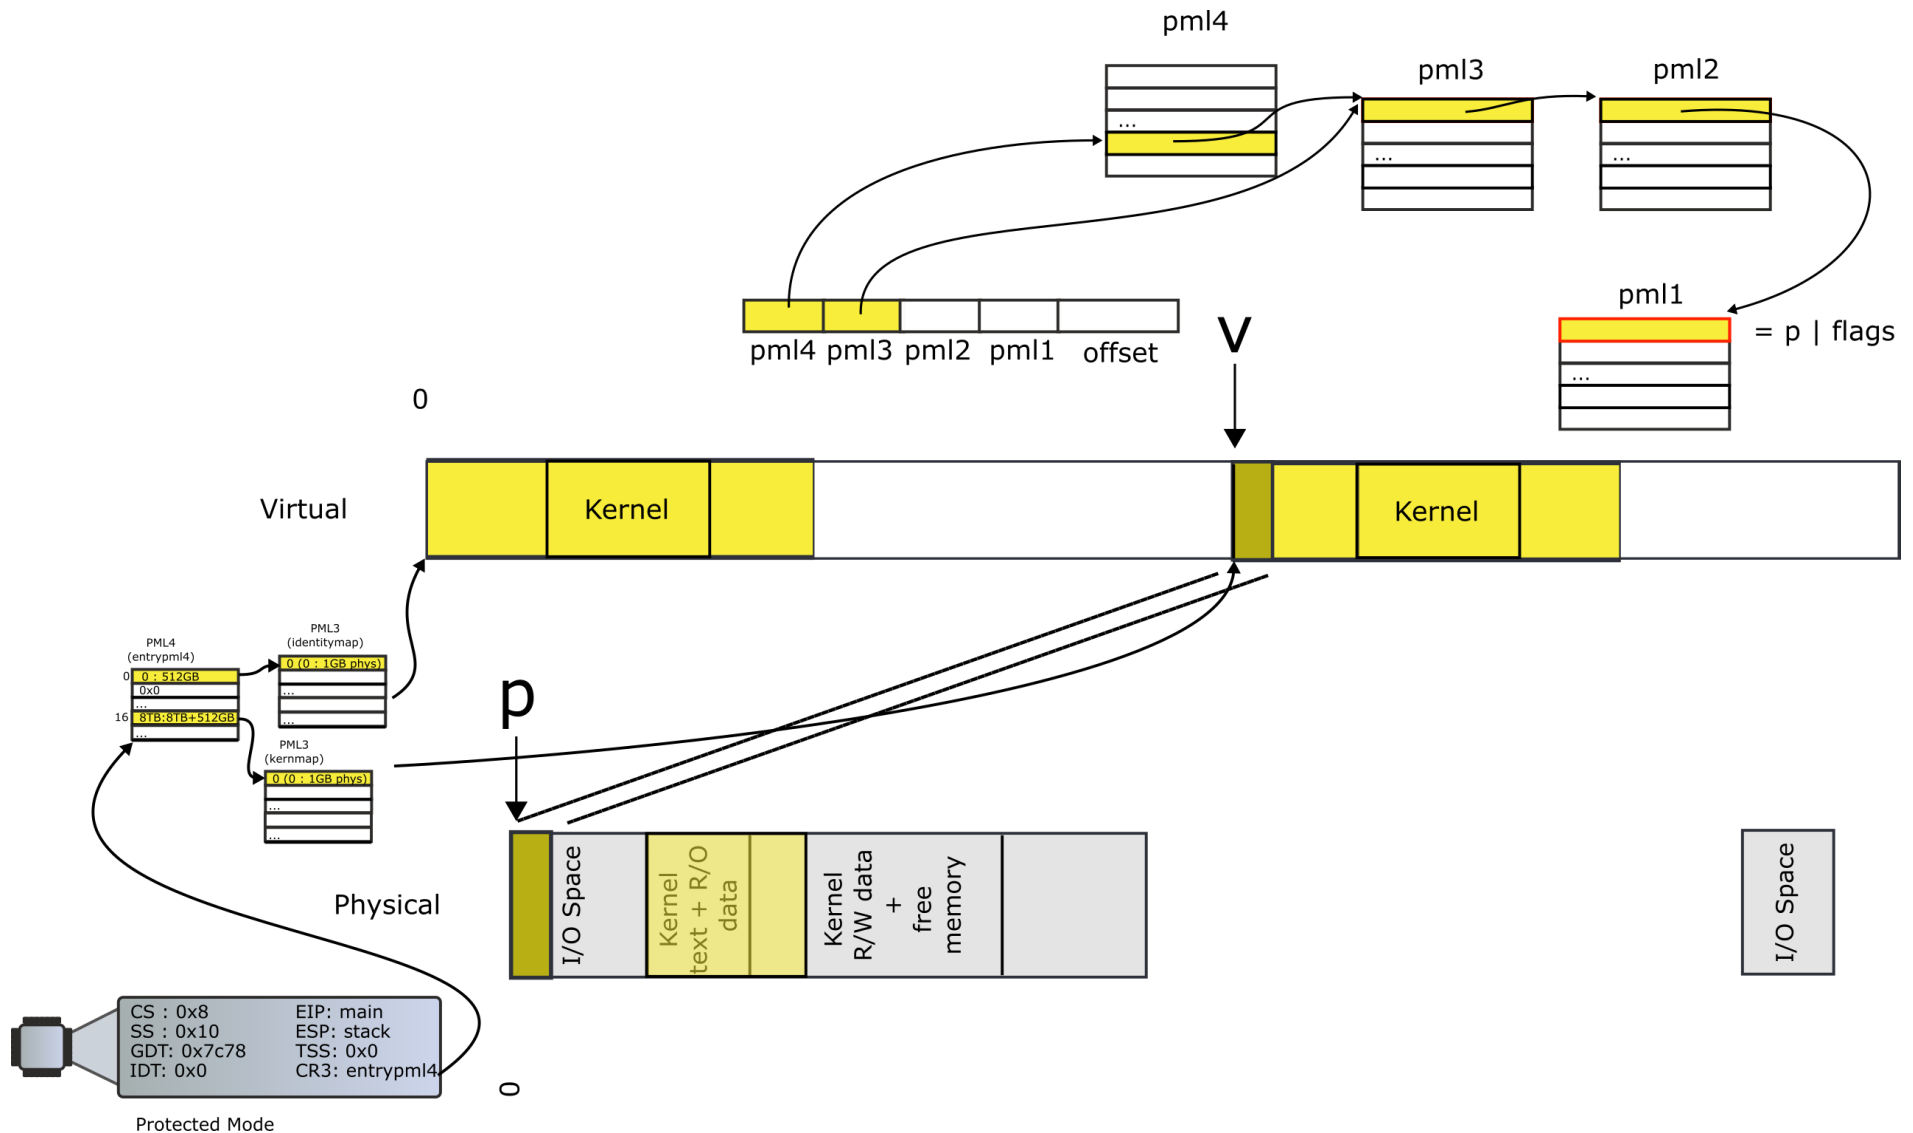 pml4
pml3
pml2
...
...
...
pml1
= p | flags
...
pml4 pml3 pml2 pml1 offset
v
0
Virtual
Kernel
Kernel
PML4
(entrypml4)
0
0 : 512GB
0x0
...
16
8TB:8TB+512GB
...
PML3
(identitymap)
0 (0 : 1GB phys)
...
...
PML3
(kernmap)
0 (0 : 1GB phys)
...
...
p
Physical
I/O Space
Kernel
text + R/O
data
Kernel
R/W data
+
free
memory
I/O Space
CS : 0x8
SS : 0x10
GDT: 0x7c78
IDT: 0x0
EIP: main
ESP: stack
TSS: 0x0
CR3: entrypml4
0
Protected Mode